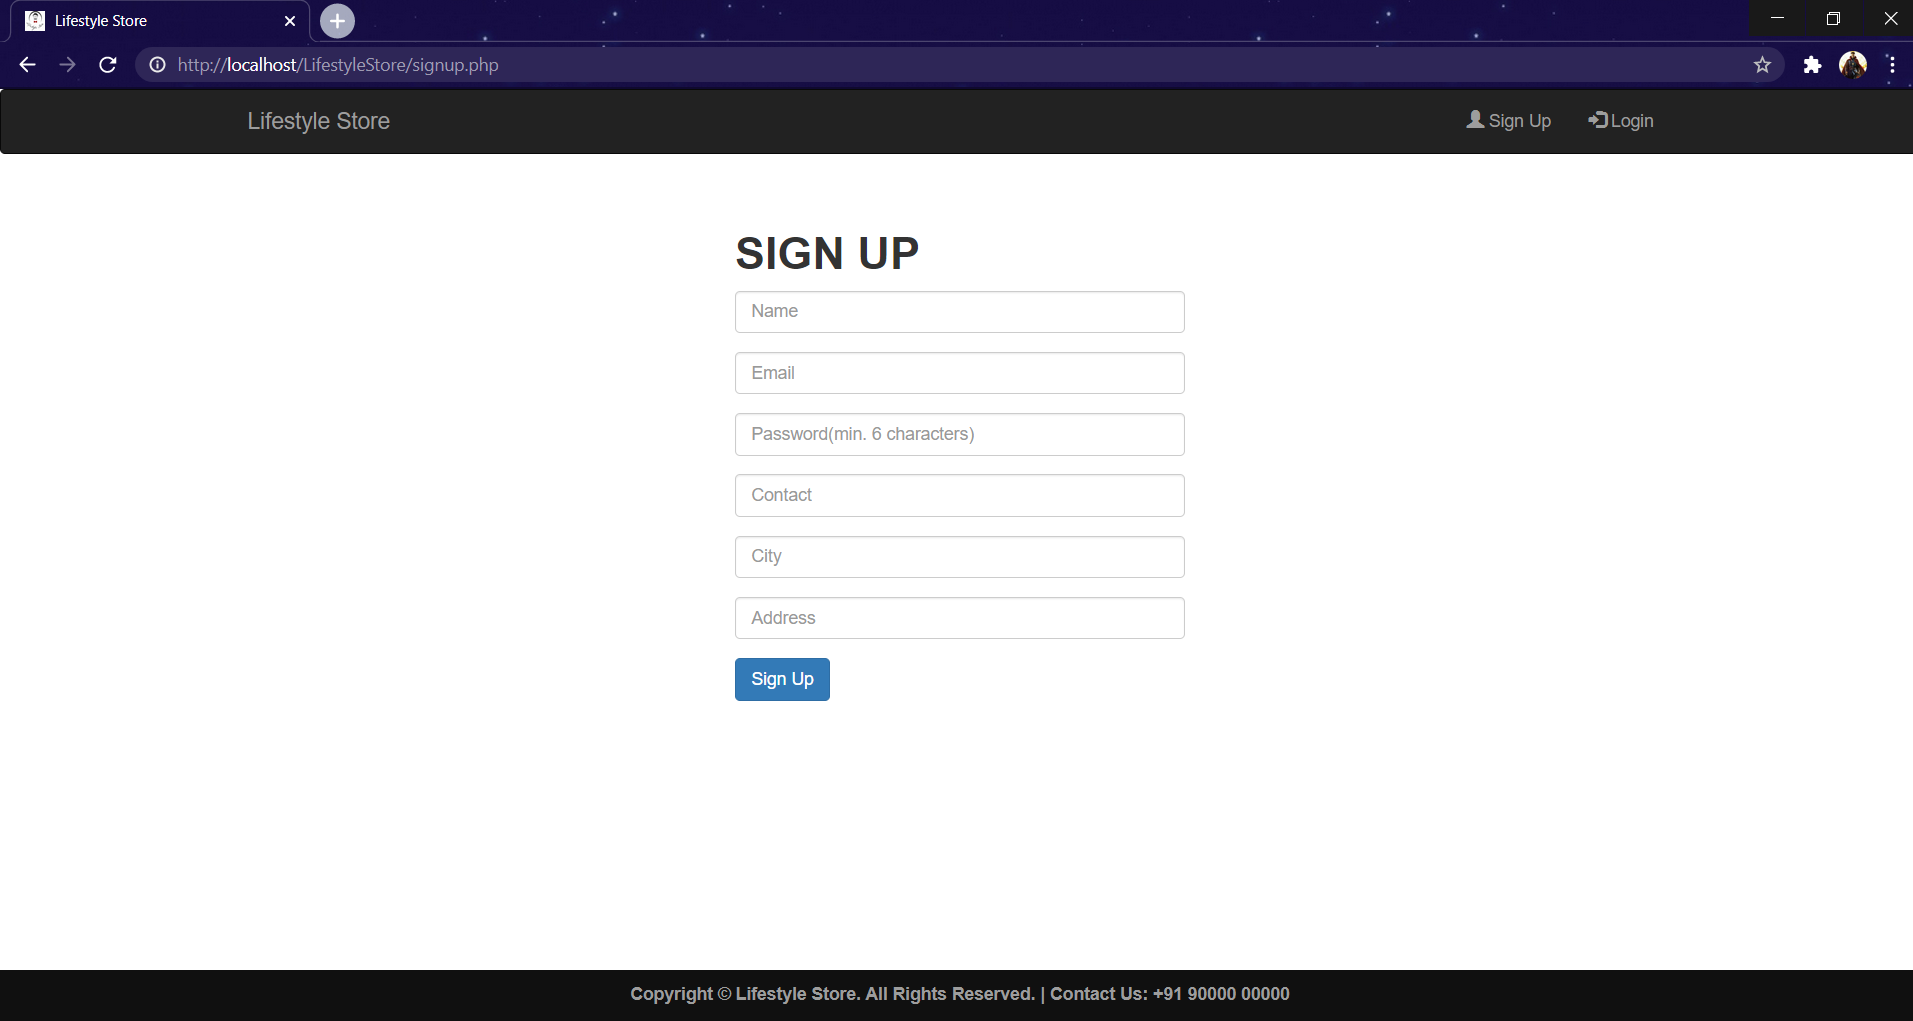 Lifestyle Store
http://localhost/LifestyleStore/signup.php
Lifestyle Store Sign Up Login
SIGN UP
Name
Email
Password(min. 6 characters)
Contact
City
Address
Sign Up
Copyright © Lifestyle Store. All Rights Reserved. | Contact Us: +91 90000 00000